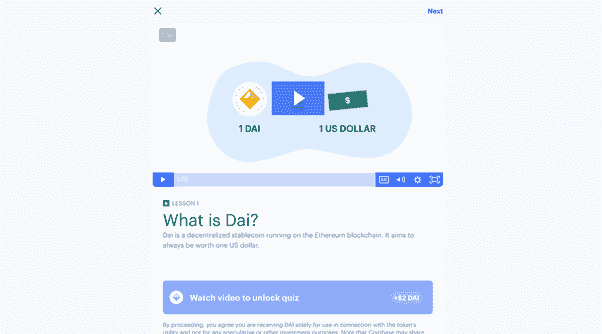 Next
$
1 DAI
1 US DOLLAR
CC
LESSON 1
What is Dai?
Dai is a decentralized stablecoin running on the Ethereum blockchain. It aims to
always be worth one US dollar.
Watch video to unlock quiz
+$2 DAI
By proceeding, you agree you are receiving DAI solely for use in connection with the token's
utility and not for any speculative or other investment purposes. Note that Coinbase may share